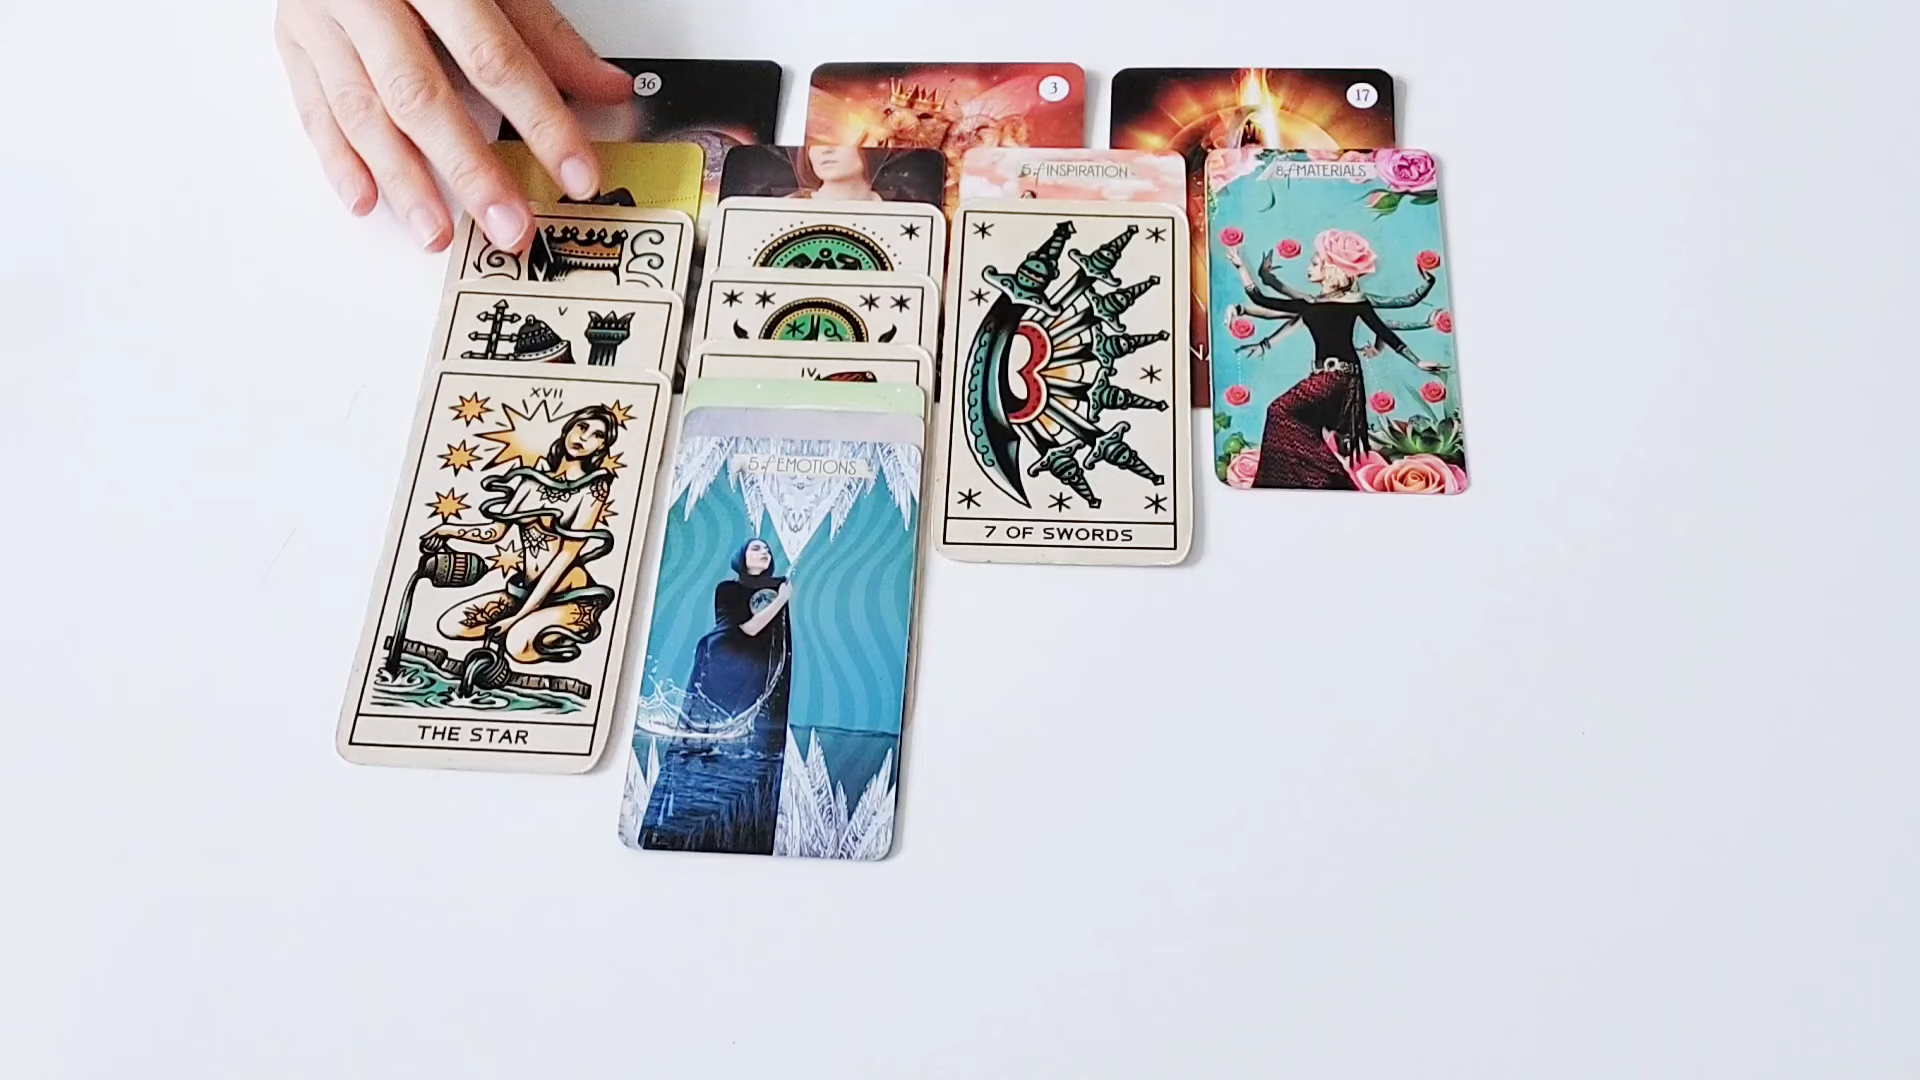 36
3
17
5 of INSPIRATION
8 of MATERIALS
V
IV
XVII
5 of EMOTIONS
7 OF SWORDS
THE STAR